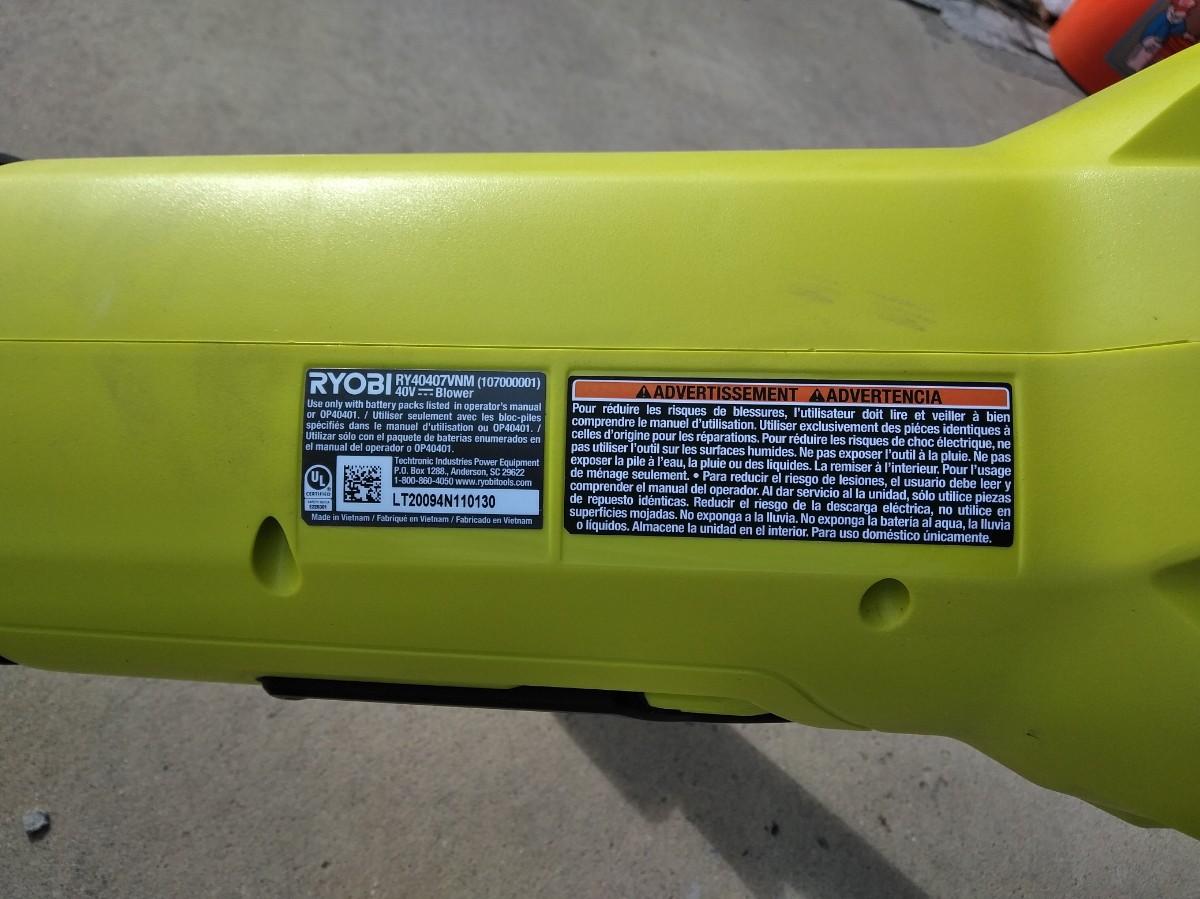 RYOBI RY40407VNM (107000001)
40V Blower
Use only with battery packs listed in operator's manual
or OP40401. / Utiliser seulement avec les bloc-piles
spécifiés dans le manuel d'utilisation ou OP40401. /
Utilizar sólo con el paquete de baterias enumerados en
el manual del operador o OP40401.
UL
CERTIFIED
Techtronic Industries Power Equipment
P.O. Box 1288., Anderson, SC 29622
1-800-860-4050 www.ryobitools.com
LT20094N110130
Made in Vietnam / Fabriqué en Vietnam / Fabricado en Vietnam
ADVERTISSEMENT ADVERTENCIA
Pour réduire les risques de blessures, l'utilisateur doit lire et veiller à bien
comprendre le manuel d'utilisation. Utiliser exclusivement des piéces identiques à
celles d'origine pour les réparations. Pour réduire les risques de choc électrique, ne
pas utiliser l'outil sur les surfaces humides. Ne pas exposer l'outil à la pluie. Ne pas
exposer la pile à l'eau, la pluie ou des liquides. La remiser à l'interieur. Pour l'usage
de ménage seulement. • Para reducir el riesgo de lesiones, el usuario debe leer y
comprender el manual del operador. Al dar servicio al la unidad, sólo utilice piezas
de repuesto idénticas. Reducir el riesgo de la descarga eléctrica, no utilice en
superficies mojadas. No exponga a la lluvia. No exponga la batería al aqua, la lluvia
o líquidos. Almacene la unidad en el interior. Para uso doméstico únicamente.